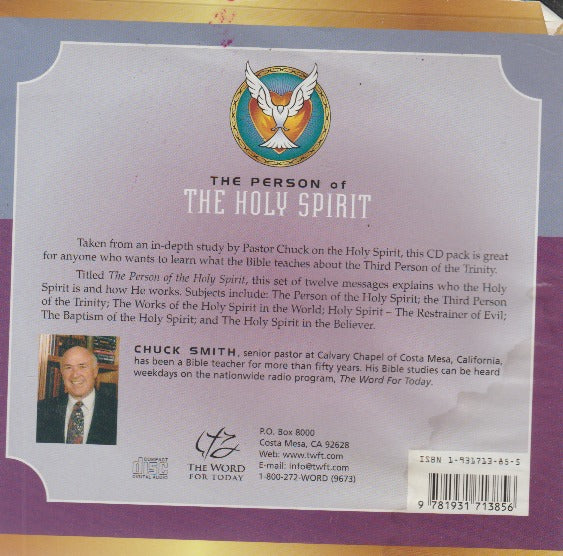 THE PERSON of
THE HOLY SPIRIT
Taken from an in-depth study by Pastor Chuck on the Holy Spirit, this CD pack is great
for anyone who wants to learn what the Bible teaches about the Third Person of the Trinity.
Titled The Person of the Holy Spirit, this set of twelve messages explains who the Holy
Spirit is and how He works. Subjects include: The Person of the Holy Spirit; the Third Person
of the Trinity; The Works of the Holy Spirit in the World; Holy Spirit – The Restrainer of Evil;
The Baptism of the Holy Spirit; and The Holy Spirit in the Believer.
CHUCK SMITH, senior pastor at Calvary Chapel of Costa Mesa, California,
has been a Bible teacher for more than fifty years. His Bible studies can be heard
weekdays on the nationwide radio program, The Word For Today.
COMPACT
disc
DIGITAL AUDIO
THE WORD
FOR TODAY
P.O. Box 8000
Costa Mesa, CA 92628
Web: www.twft.com
E-mail: info@twft.com
1-800-272-WORD (9673)
ISBN 1-931713-85-5
9 781931 713856